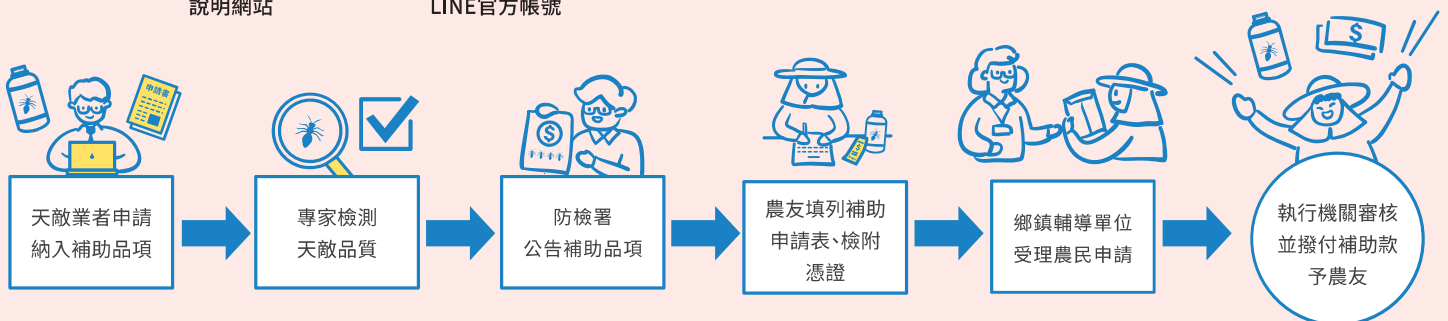 說明網站
LINE官方帳號
申請書
$
$
$
$
天敵業者申請
納入補助品項
專家檢測
天敵品質
防檢署
公告補助品項
農友填列補助
申請表、檢附
憑證
鄉鎮輔導單位
受理農民申請
執行機關審核
並撥付補助款
予農友